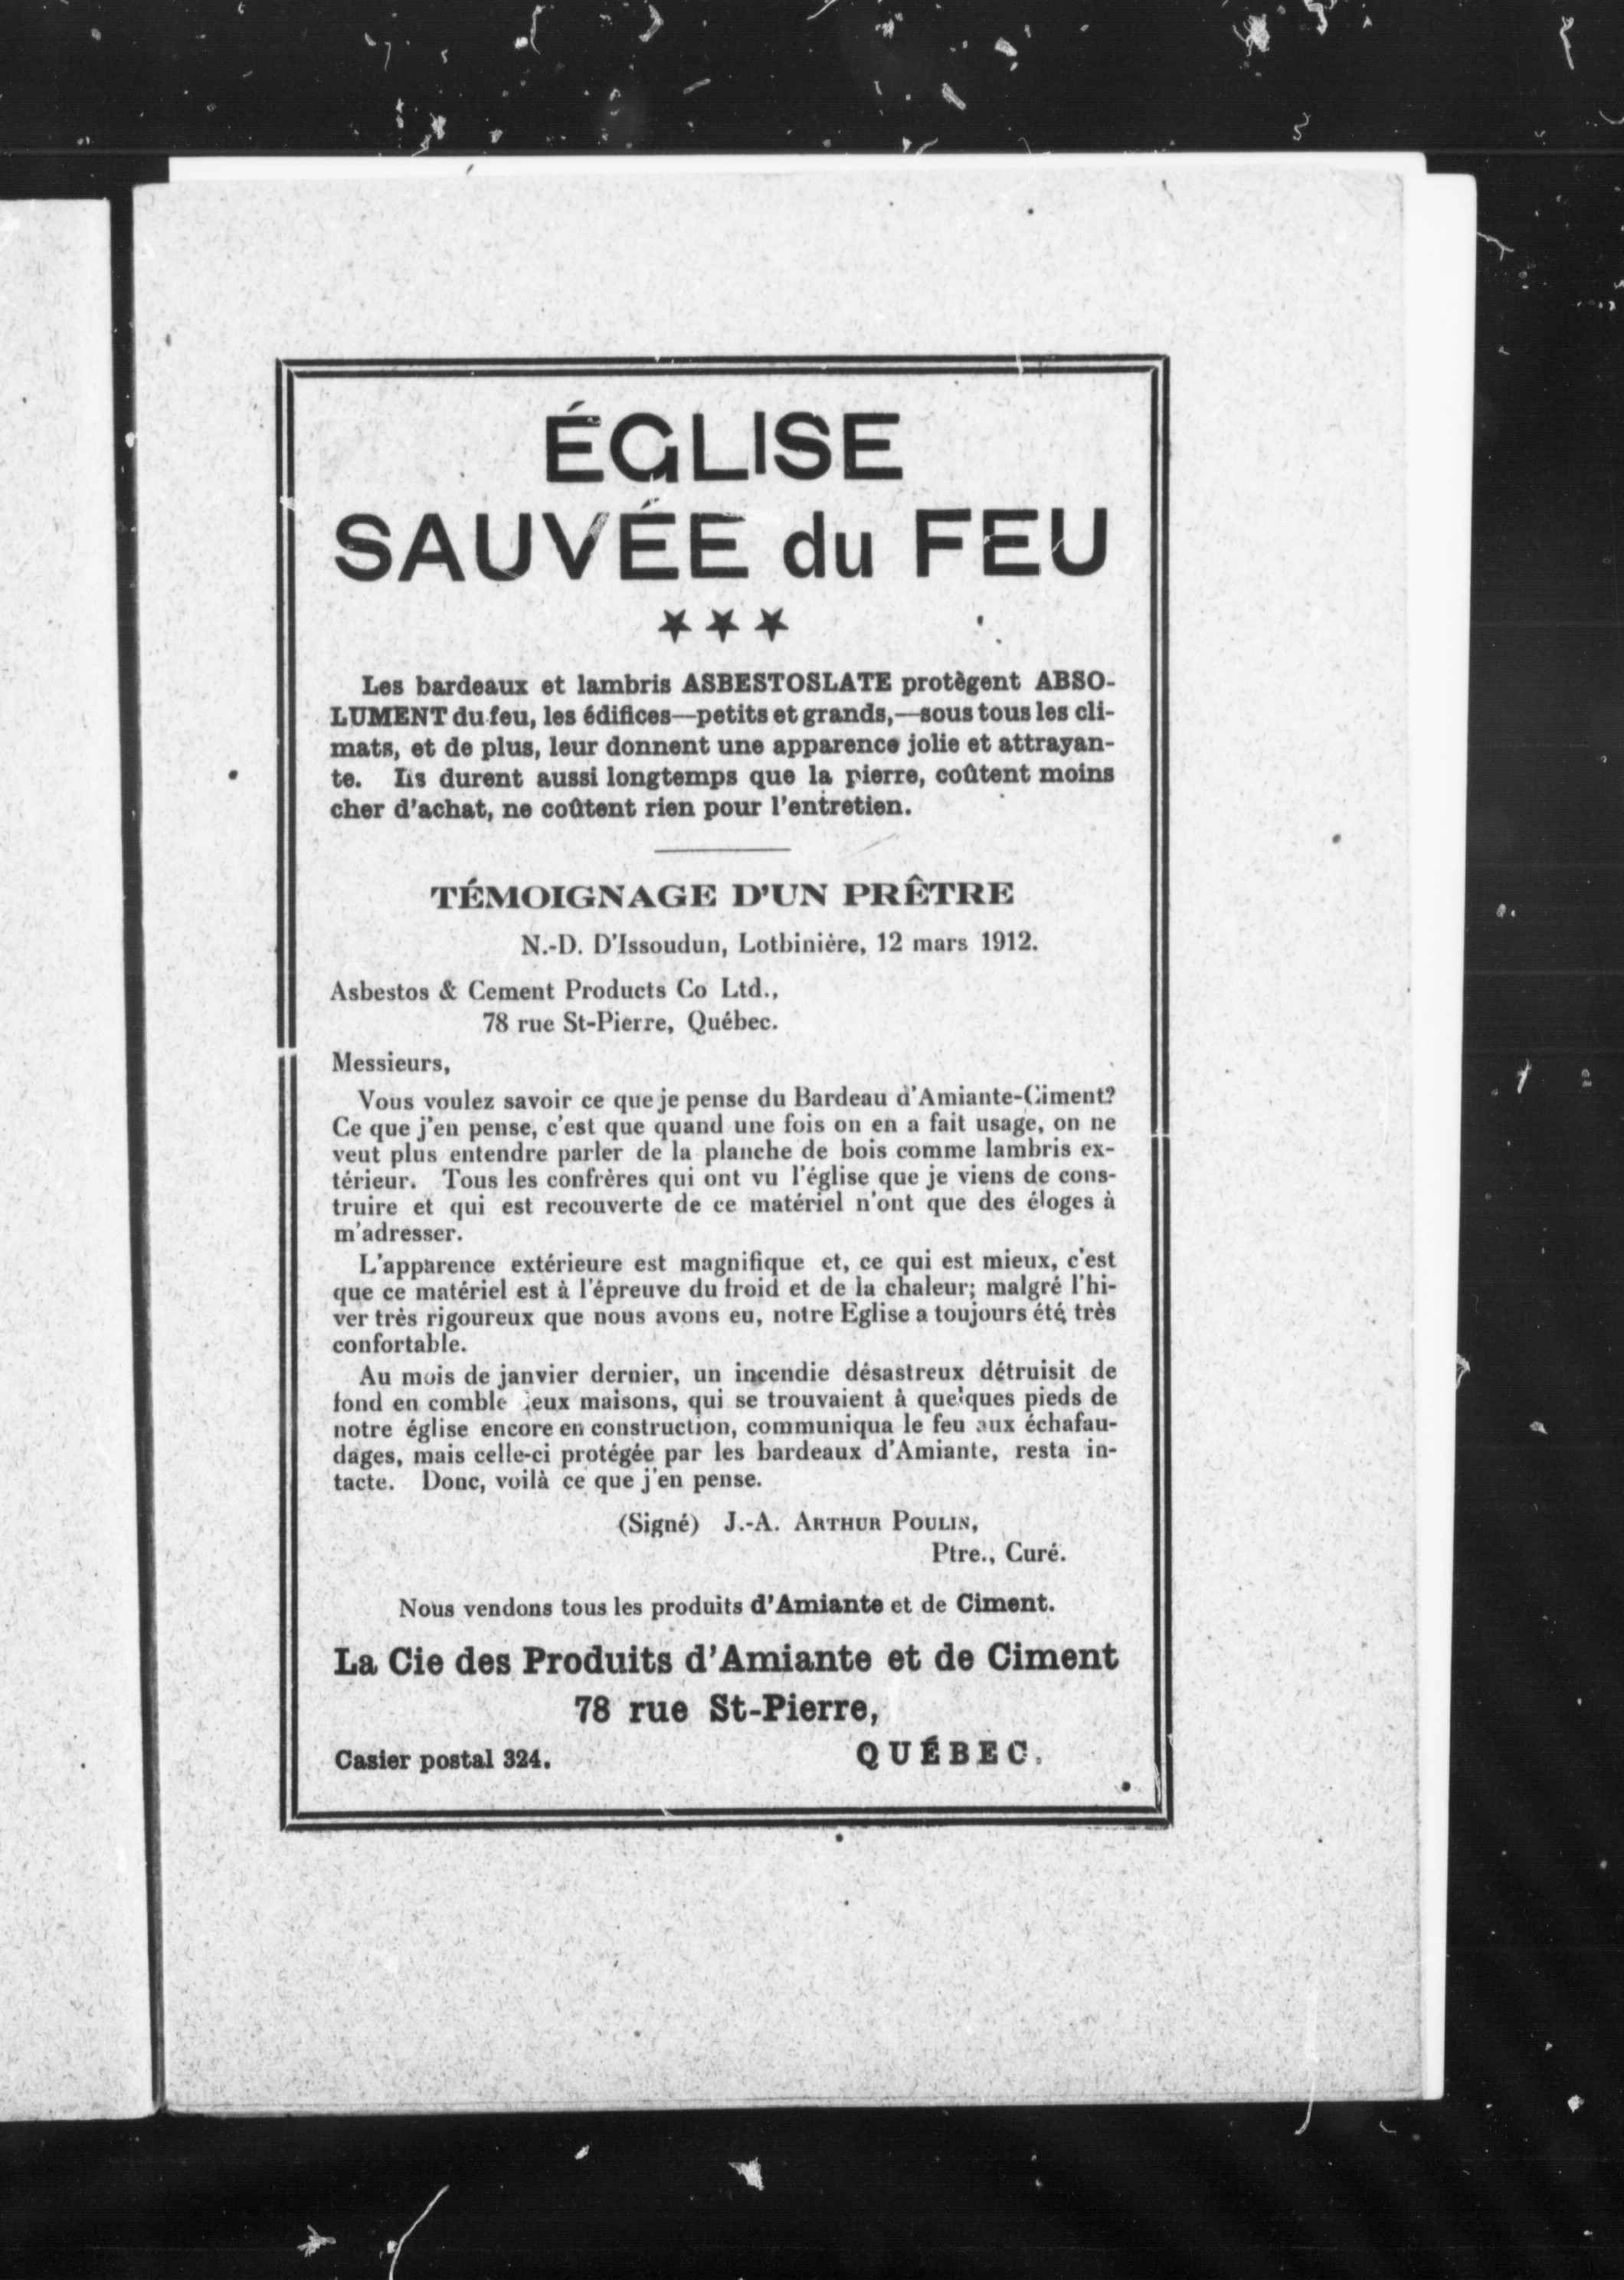 ÉGLISE
SAUVÉE du FEU
★ ★ ★
Les bardeaux et lambris ASBESTOSLATE protègent ABSO-
LUMENT du feu, les édifices—petits et grands,—sous tous les cli-
mats, et de plus, leur donnent une apparence jolie et attrayan-
te. Ils durent aussi longtemps que la pierre, coûtent moins
cher d'achat, ne coûtent rien pour l'entretien.
TÉMOIGNAGE D'UN PRÊTRE
N.-D. D'Issoudun, Lotbinière, 12 mars 1912.
Asbestos & Cement Products Co Ltd.,
78 rue St-Pierre, Québec.
Messieurs,
Vous voulez savoir ce que je pense du Bardeau d'Amiante-Ciment?
Ce que j'en pense, c'est que quand une fois on en a fait usage, on ne
veut plus entendre parler de la planche de bois comme lambris ex-
térieur. Tous les confrères qui ont vu l'église que je viens de cons-
truire et qui est recouverte de ce matériel n'ont que des éloges à
m'adresser.
L'apparence extérieure est magnifique et, ce qui est mieux, c'est
que ce matériel est à l'épreuve du froid et de la chaleur; malgré l'hi-
ver très rigoureux que nous avons eu, notre Eglise a toujours été très
confortable.
Au mois de janvier dernier, un incendie désastreux détruisit de
fond en comble deux maisons, qui se trouvaient à quelques pieds de
notre église encore en construction, communiqua le feu aux échafau-
dages, mais celle-ci protégée par les bardeaux d'Amiante, resta in-
tacte. Donc, voilà ce que j'en pense.
(Signé) J.-A. ARTHUR POULIN,
Ptre., Curé.
Nous vendons tous les produits d'Amiante et de Ciment.
La Cie des Produits d'Amiante et de Ciment
78 rue St-Pierre,
Casier postal 324. QUÉBEC.